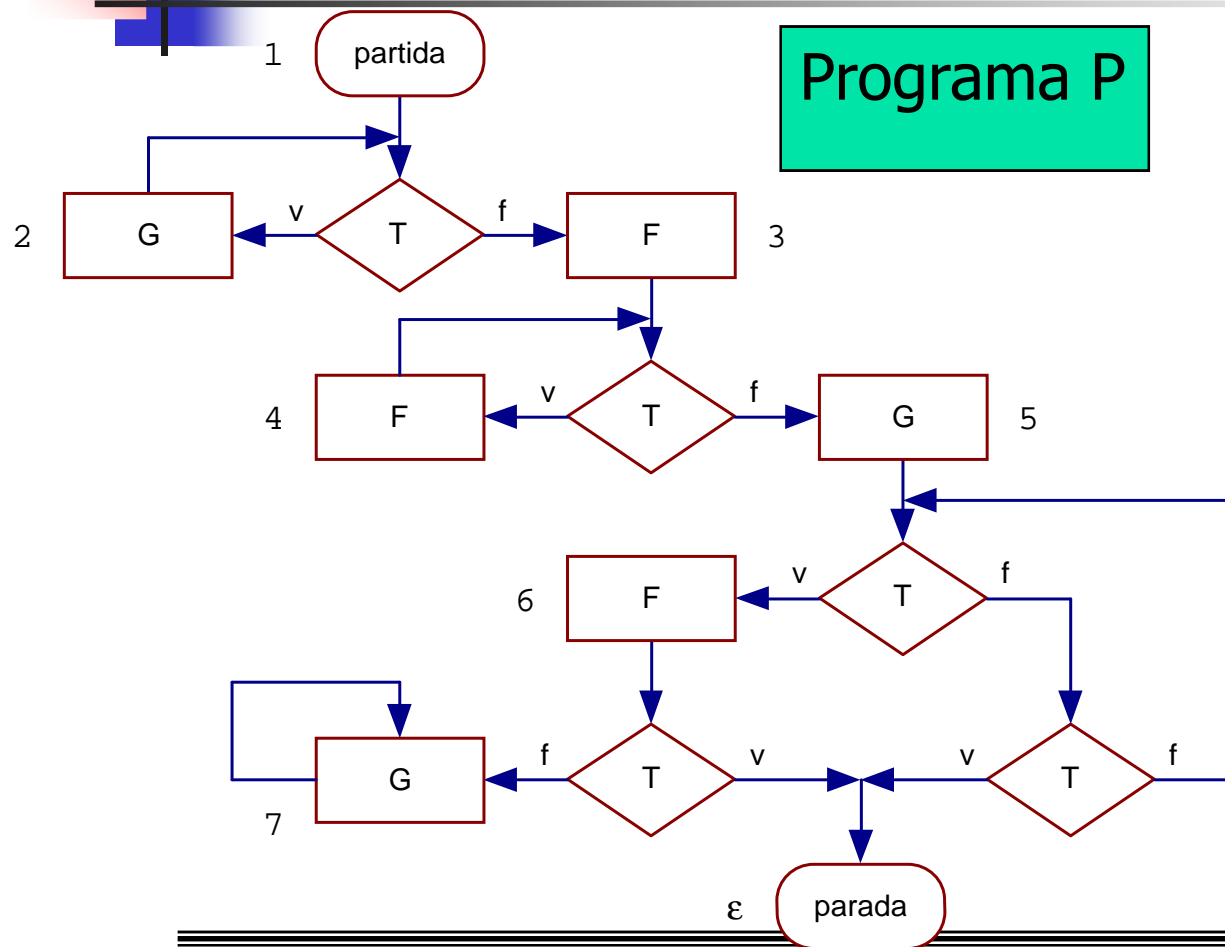 Programa P
1 partida
2 G v T f F 3
4 F v T f G 5
6 F v T f
7 G f T v v T f
ε parada